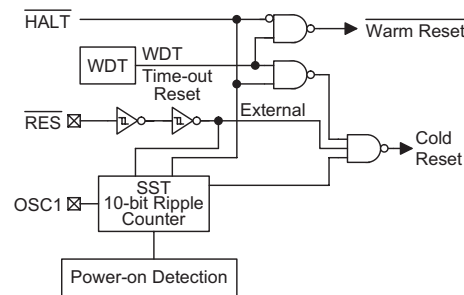 HALT
Warm Reset
WDT
WDT
Time-out
Reset
RES
External
Cold
Reset
SST
10-bit Ripple
Counter
OSC1
Power-on Detection